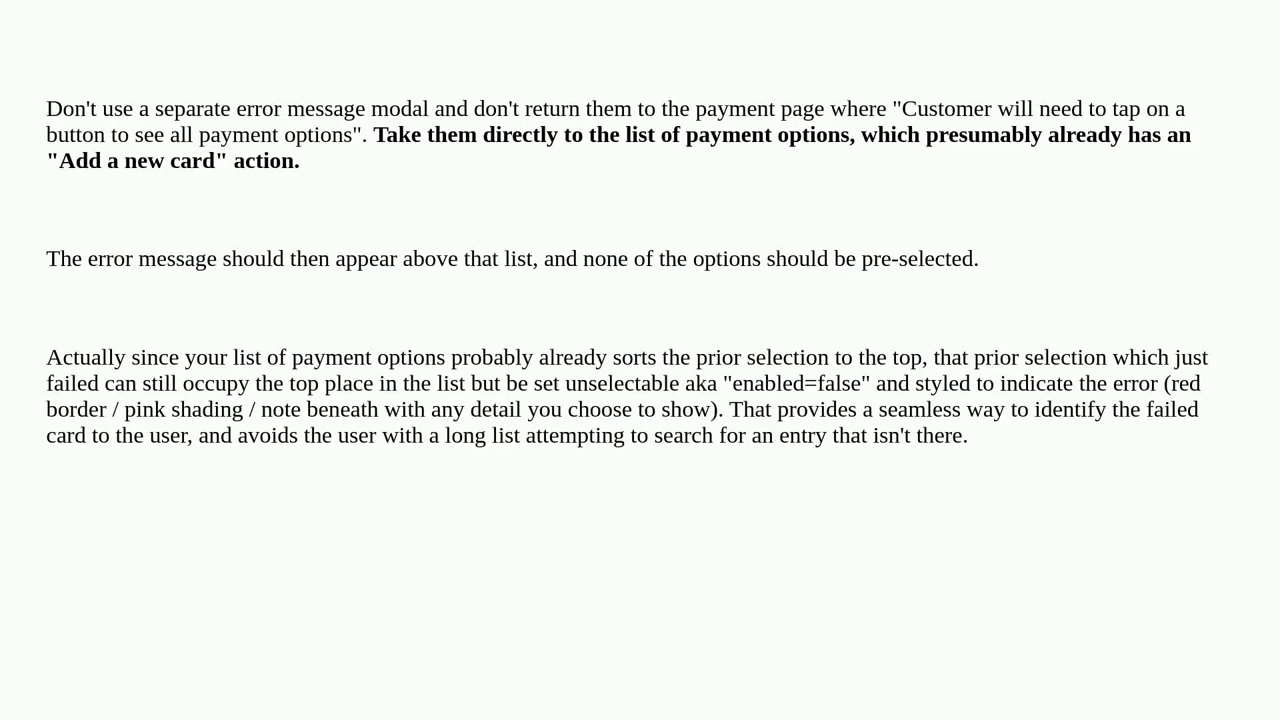 Don't use a separate error message modal and don't return them to the payment page where "Customer will need to tap on a
button to see all payment options". Take them directly to the list of payment options, which presumably already has an
"Add a new card" action.
The error message should then appear above that list, and none of the options should be pre-selected.
Actually since your list of payment options probably already sorts the prior selection to the top, that prior selection which just
failed can still occupy the top place in the list but be set unselectable aka "enabled=false" and styled to indicate the error (red
border / pink shading / note beneath with any detail you choose to show). That provides a seamless way to identify the failed
card to the user, and avoids the user with a long list attempting to search for an entry that isn't there.